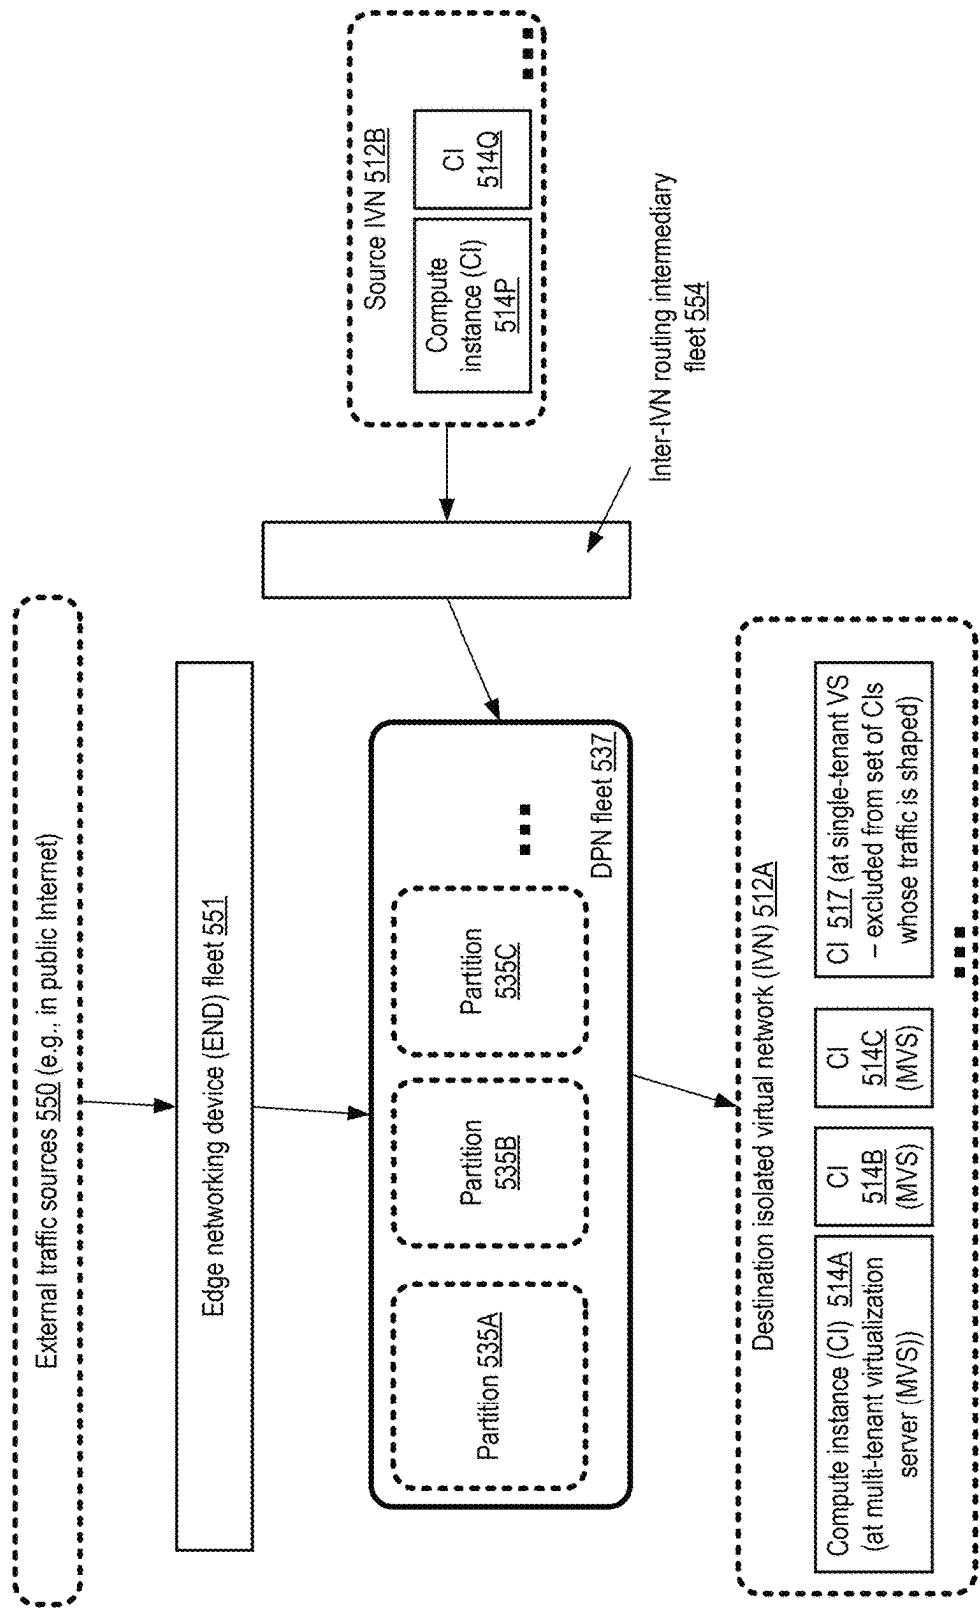 External traffic sources 550 (e.g.. in public Internet)
Edge networking device (END) fleet 551
Source IVN 512B
Compute
instance (CI)
514P
CI
514Q
Inter-IVN routing intermediary
fleet 554
Partition 535A
Partition
535B
Partition
535C
DPN fleet 537
Destination isolated virtual network (IVN) 512A
Compute instance (CI) 514A
(at multi-tenant virtualization
server (MVS))
CI
514B
(MVS)
CI
514C
(MVS)
CI 517 (at single-tenant VS
– excluded from set of CIs
whose traffic is shaped)